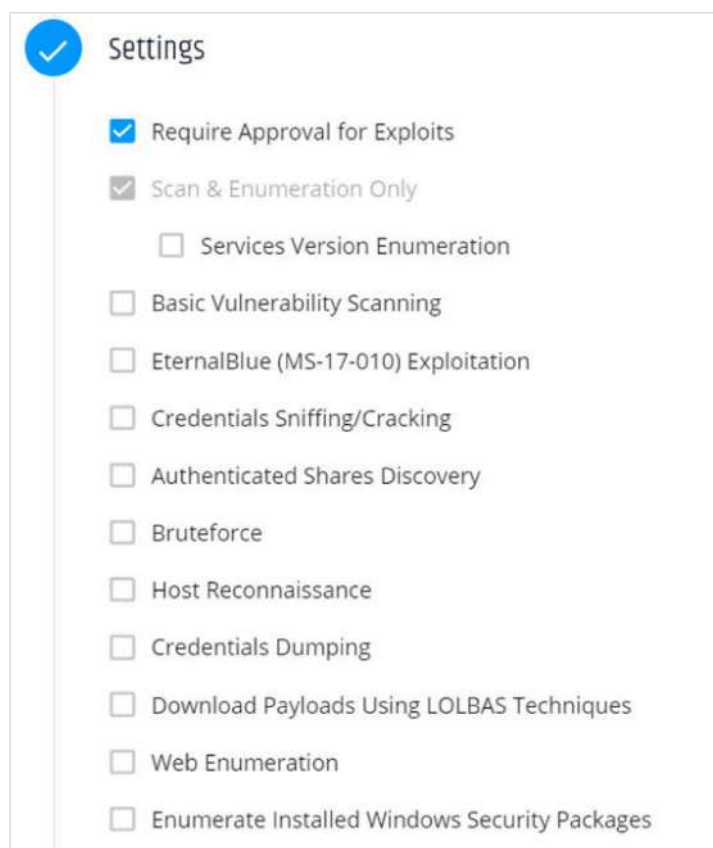 Settings
Require Approval for Exploits
Scan & Enumeration Only
Services Version Enumeration
Basic Vulnerability Scanning
EternalBlue (MS-17-010) Exploitation
Credentials Sniffing/Cracking
Authenticated Shares Discovery
Bruteforce
Host Reconnaissance
Credentials Dumping
Download Payloads Using LOLBAS Techniques
Web Enumeration
Enumerate Installed Windows Security Packages